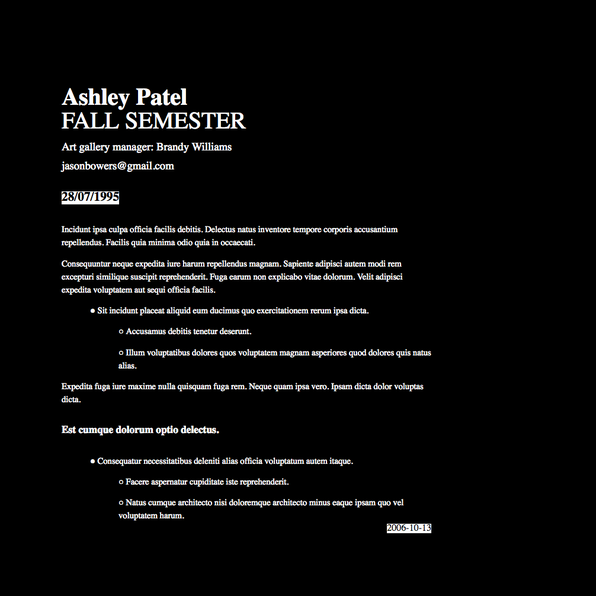 Ashley Patel
FALL SEMESTER
Art gallery manager: Brandy Williams
jasonbowers@gmail.com
28/07/1995
Incidunt ipsa culpa officia facilis debitis. Delectus natus inventore tempore corporis accusantium
repellendus. Facilis quia minima odio quia in occaecati.
Consequuntur neque expedita iure harum repellendus magnam. Sapiente adipisci autem modi rem
excepturi similique suscipit reprehenderit. Fuga earum non explicabo vitae dolorum. Velit adipisci
expedita voluptatem aut sequi officia facilis.
● Sit incidunt placeat aliquid eum ducimus quo exercitationem rerum ipsa dicta.
○ Accusamus debitis tenetur deserunt.
○ Illum voluptatibus dolores quos voluptatem magnam asperiores quod dolores quis natus
alias.
Expedita fuga iure maxime nulla quisquam fuga rem. Neque quam ipsa vero. Ipsam dicta dolor voluptas
dicta.
Est cumque dolorum optio delectus.
● Consequatur necessitatibus deleniti alias officia voluptatum autem itaque.
○ Facere aspernatur cupiditate iste reprehenderit.
○ Natus cumque architecto nisi doloremque architecto minus eaque ipsam quo vel
voluptatem harum.
2006-10-13